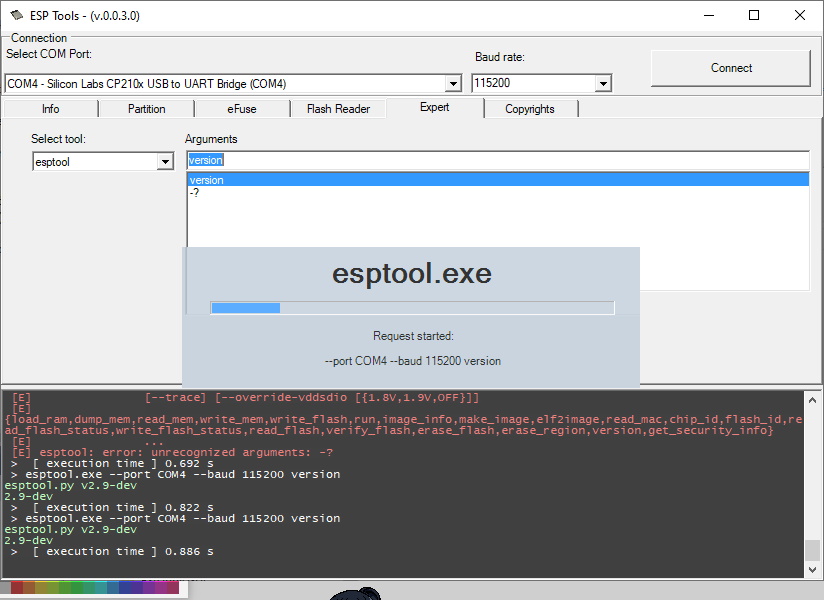 ESP Tools - (v.0.0.3.0)
Connection
Select COM Port:
Baud rate:
COM4 - Silicon Labs CP210x USB to UART Bridge (COM4)
115200
Connect
Info
Partition
eFuse
Flash Reader
Expert
Copyrights
Select tool:
Arguments
esptool
version
version
-?
esptool.exe
Request started:
--port COM4 --baud 115200 version
[E] [--trace] [--override-vddsdio [{1.8V,1.9V,OFF}]]
[E]
{load_ram,dump_mem,read_mem,write_mem,write_flash,run,image_info,make_image,elf2image,read_mac,chip_id,flash_id,re
ad_flash_status,write_flash_status,read_flash,verify_flash,erase_flash,erase_region,version,get_security_info}
[E] ...
[E] esptool: error: unrecognized arguments: -?
> [ execution time ] 0.692 s
> esptool.exe --port COM4 --baud 115200 version
esptool.py v2.9-dev
2.9-dev
> [ execution time ] 0.822 s
> esptool.exe --port COM4 --baud 115200 version
esptool.py v2.9-dev
2.9-dev
> [ execution time ] 0.886 s